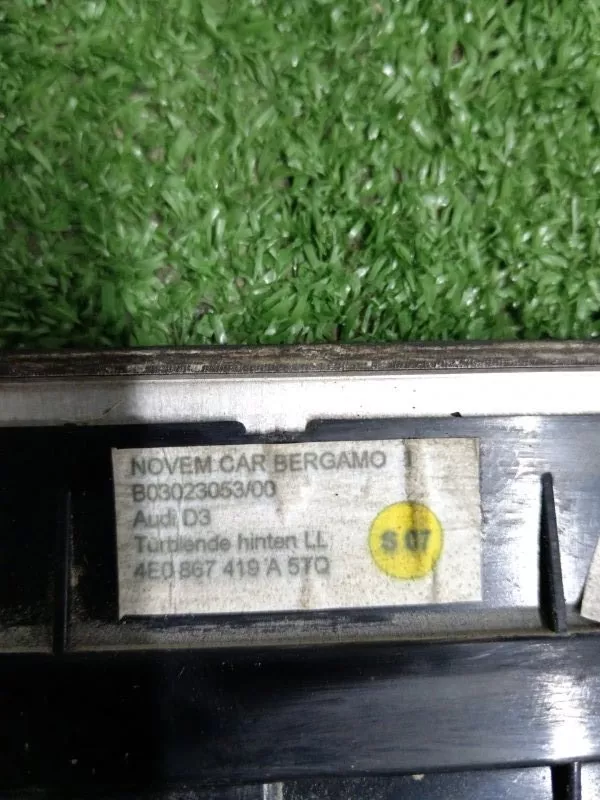 NOVEM CAR BERGAMO I
B03023053/00
Audi D3
Türblende hinten LL
4E0 867 419 A 5TQ
S 07